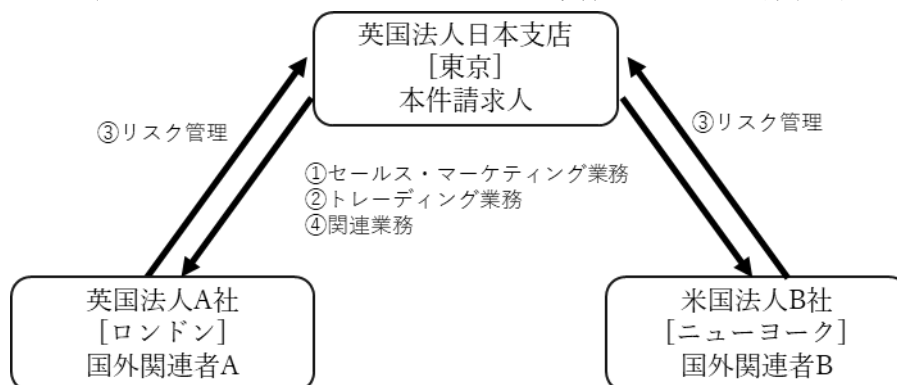 英国法人日本支店
[東京]
本件請求人
③リスク管理
③リスク管理
①セールス・マーケティング業務
②トレーディング業務
④関連業務
英国法人A社
[ロンドン]
国外関連者A
米国法人B社
[ニューヨーク]
国外関連者B